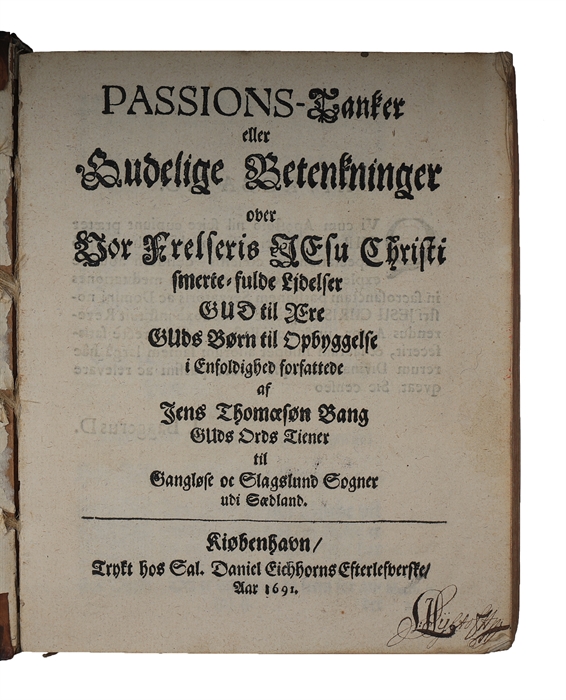 PASSIONS-Tanker
eller
Gudelige Betenkninger
over
Vor Frelseris JEsu Christi
smerte-fulde Ljdelser
GUD til Ære
GUds Børn til Opbyggelse
i Enfoldighed forfattede
af
Jens Thomæsøn Bang
GUds Ords Tiener
til
Gangløse oc Slagslund Sogner
udi Sædland.
Kiøbenhavn/
Trykt hos Sal. Daniel Eichhorns Efterlefverske/
Aar 1691.